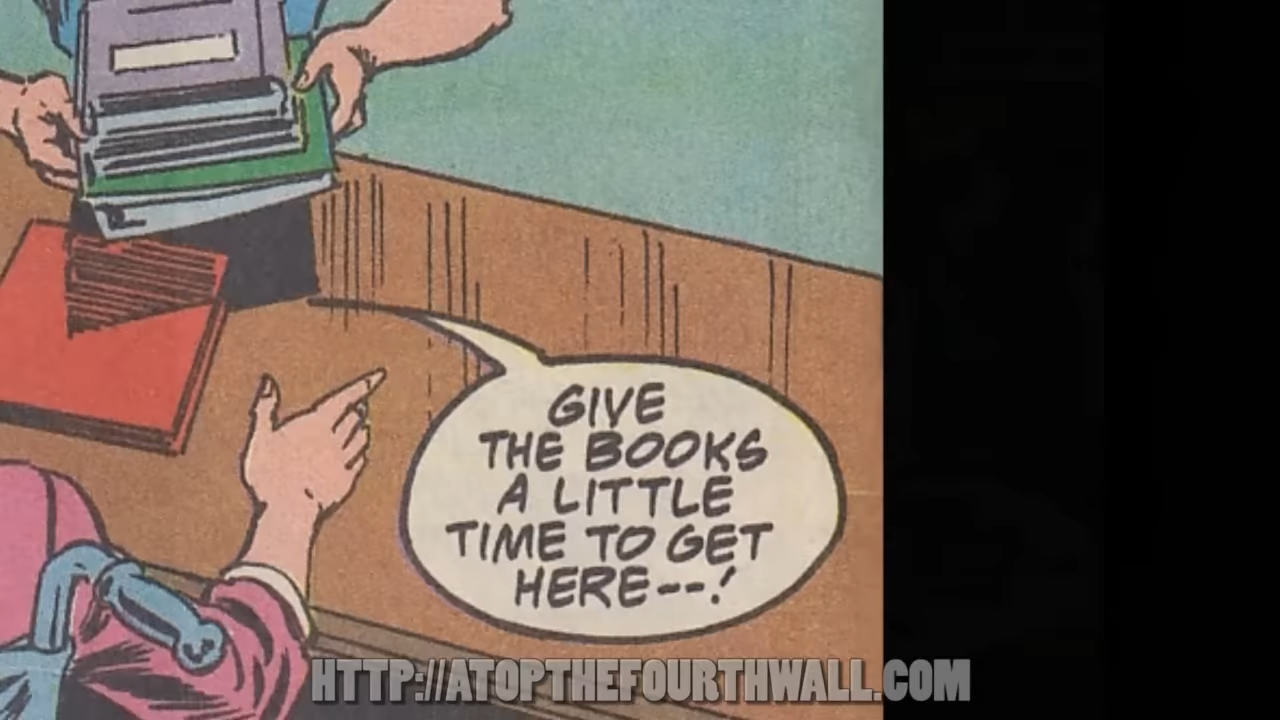 GIVE
THE BOOKS
A LITTLE
TIME TO GET
HERE--!
HTTP://ATOPTHEFOURTHWALL.COM